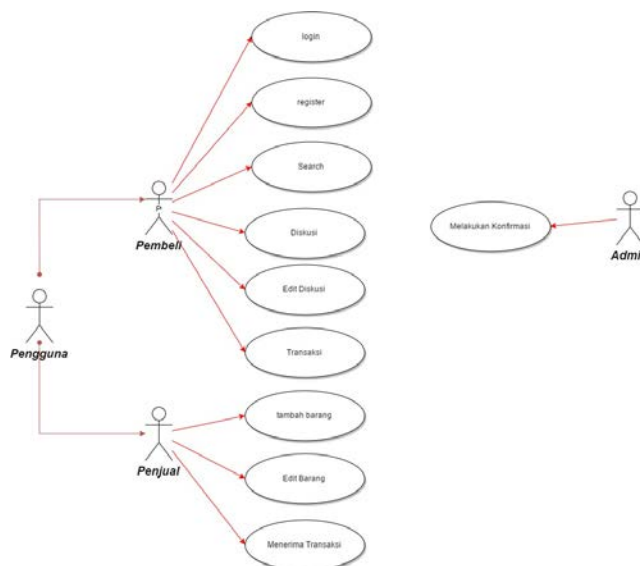 login
register
Search
P
Pembeli
Diskusi
Melakukan Konfirmasi
Admi
Edit Diskusi
Pengguna
Transaksi
tambah barang
Penjual
Edit Barang
Menerima Transaksi